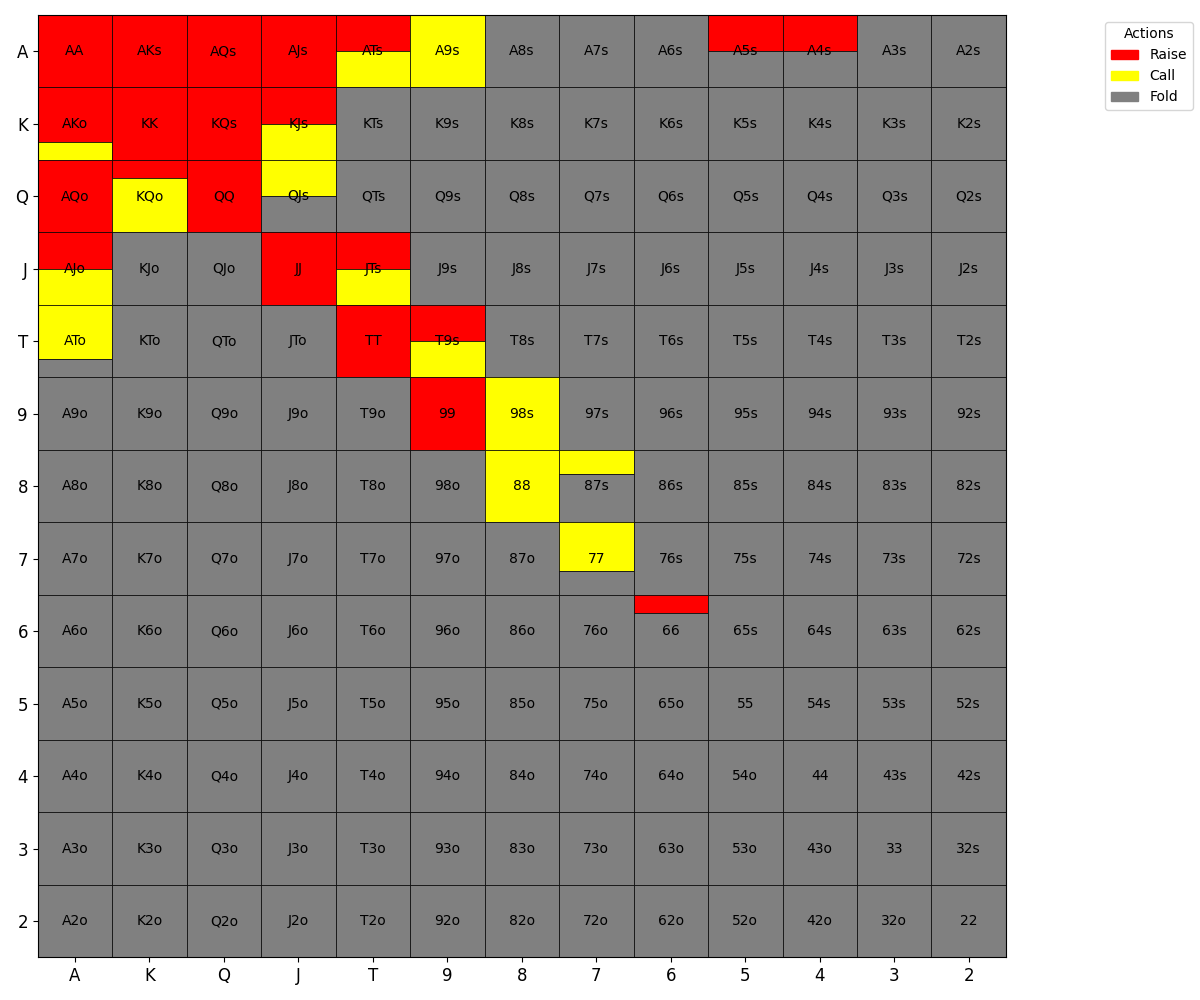 Actions
Raise
Call
Fold
A AA AKs AQs AJs ATs A9s A8s A7s A6s A5s A4s A3s A2s
K AKo KK KQs KJs KTs K9s K8s K7s K6s K5s K4s K3s K2s
Q AQo KQo QQ QJs QTs Q9s Q8s Q7s Q6s Q5s Q4s Q3s Q2s
J AJo KJo QJo JJ JTs J9s J8s J7s J6s J5s J4s J3s J2s
T ATo KTo QTo JTo TT T9s T8s T7s T6s T5s T4s T3s T2s
9 A9o K9o Q9o J9o T9o 99 98s 97s 96s 95s 94s 93s 92s
8 A8o K8o Q8o J8o T8o 98o 88 87s 86s 85s 84s 83s 82s
7 A7o K7o Q7o J7o T7o 97o 87o 77 76s 75s 74s 73s 72s
6 A6o K6o Q6o J6o T6o 96o 86o 76o 66 65s 64s 63s 62s
5 A5o K5o Q5o J5o T5o 95o 85o 75o 65o 55 54s 53s 52s
4 A4o K4o Q4o J4o T4o 94o 84o 74o 64o 54o 44 43s 42s
3 A3o K3o Q3o J3o T3o 93o 83o 73o 63o 53o 43o 33 32s
2 A2o K2o Q2o J2o T2o 92o 82o 72o 62o 52o 42o 32o 22
A K Q J T 9 8 7 6 5 4 3 2